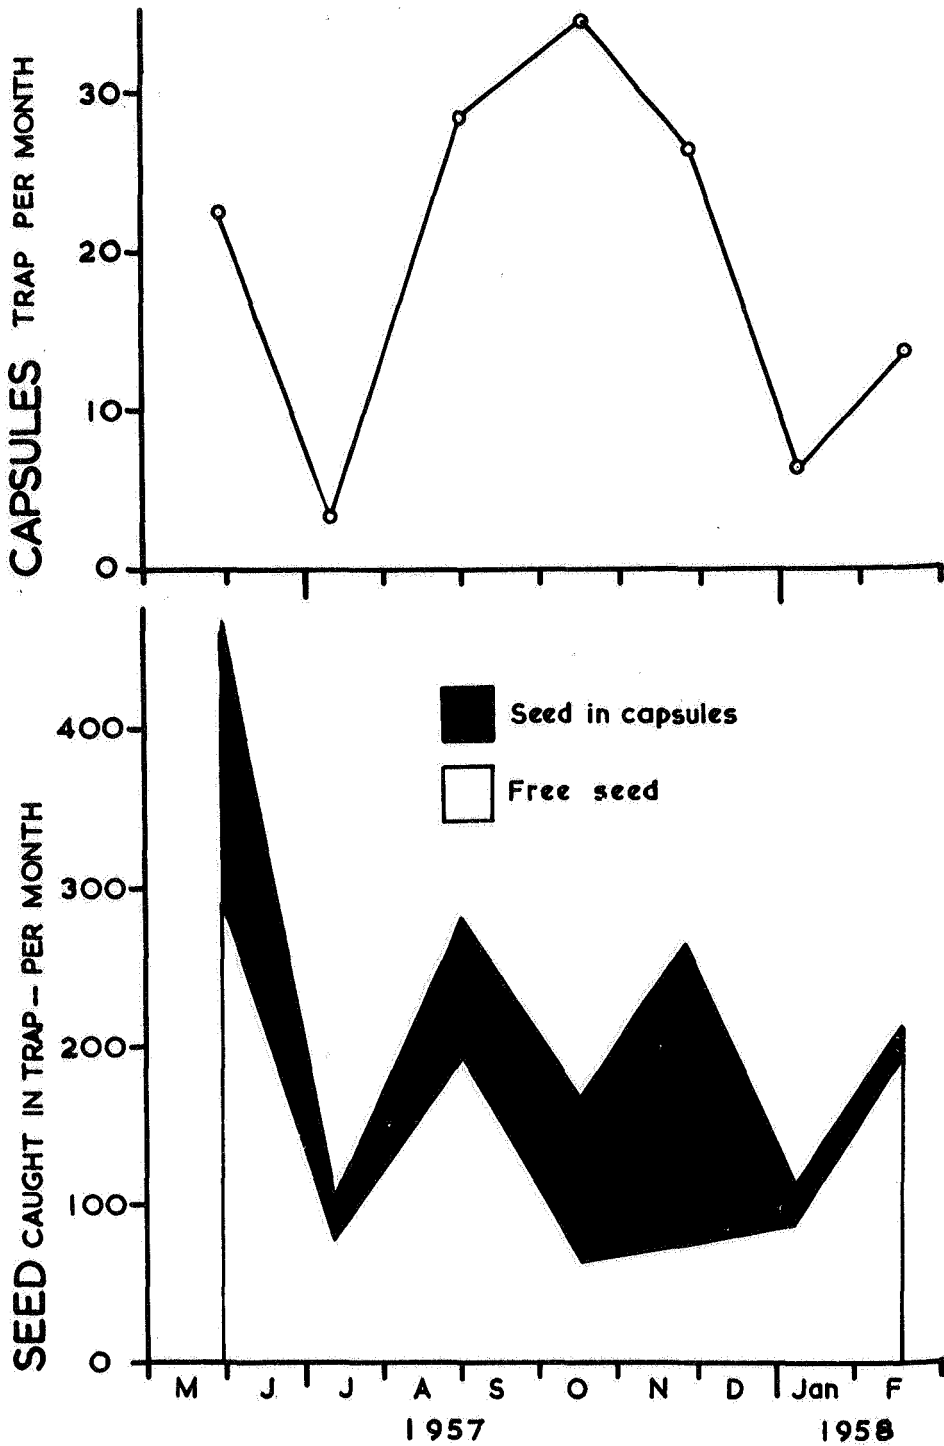 CAPSULES TRAP PER MONTH
30
20
10
0
SEED CAUGHT IN TRAP – PER MONTH
400
300
200
100
0
Seed in capsules
Free seed
M J J A S O N D Jan F
1957 1958